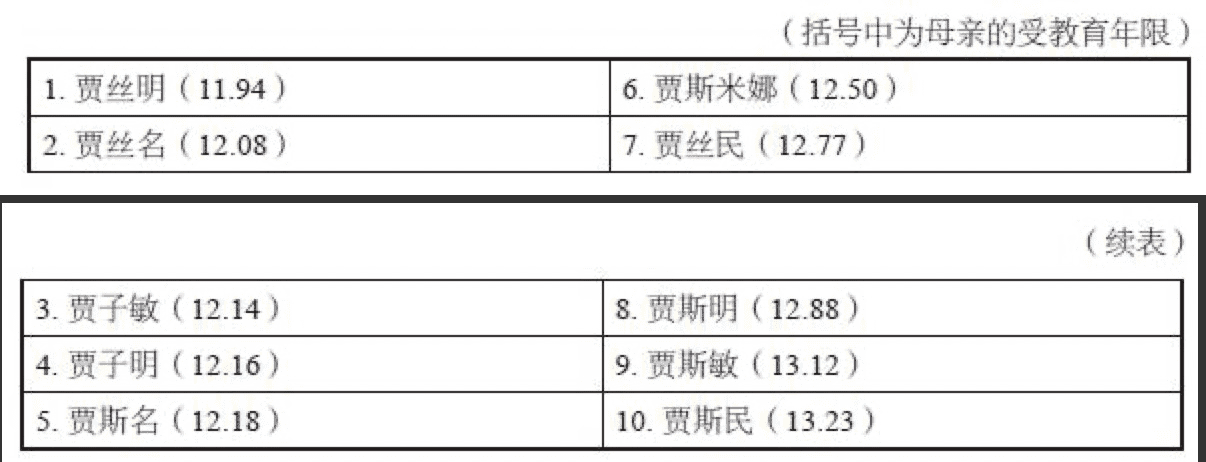 （括号中为母亲的受教育年限）
1. 贾丝明（11.94） 6. 贾斯米娜（12.50）
2. 贾丝名（12.08） 7. 贾丝民（12.77）
（续表）
3. 贾子敏（12.14） 8. 贾斯明（12.88）
4. 贾子明（12.16） 9. 贾斯敏（13.12）
5. 贾斯名（12.18） 10. 贾斯民（13.23）